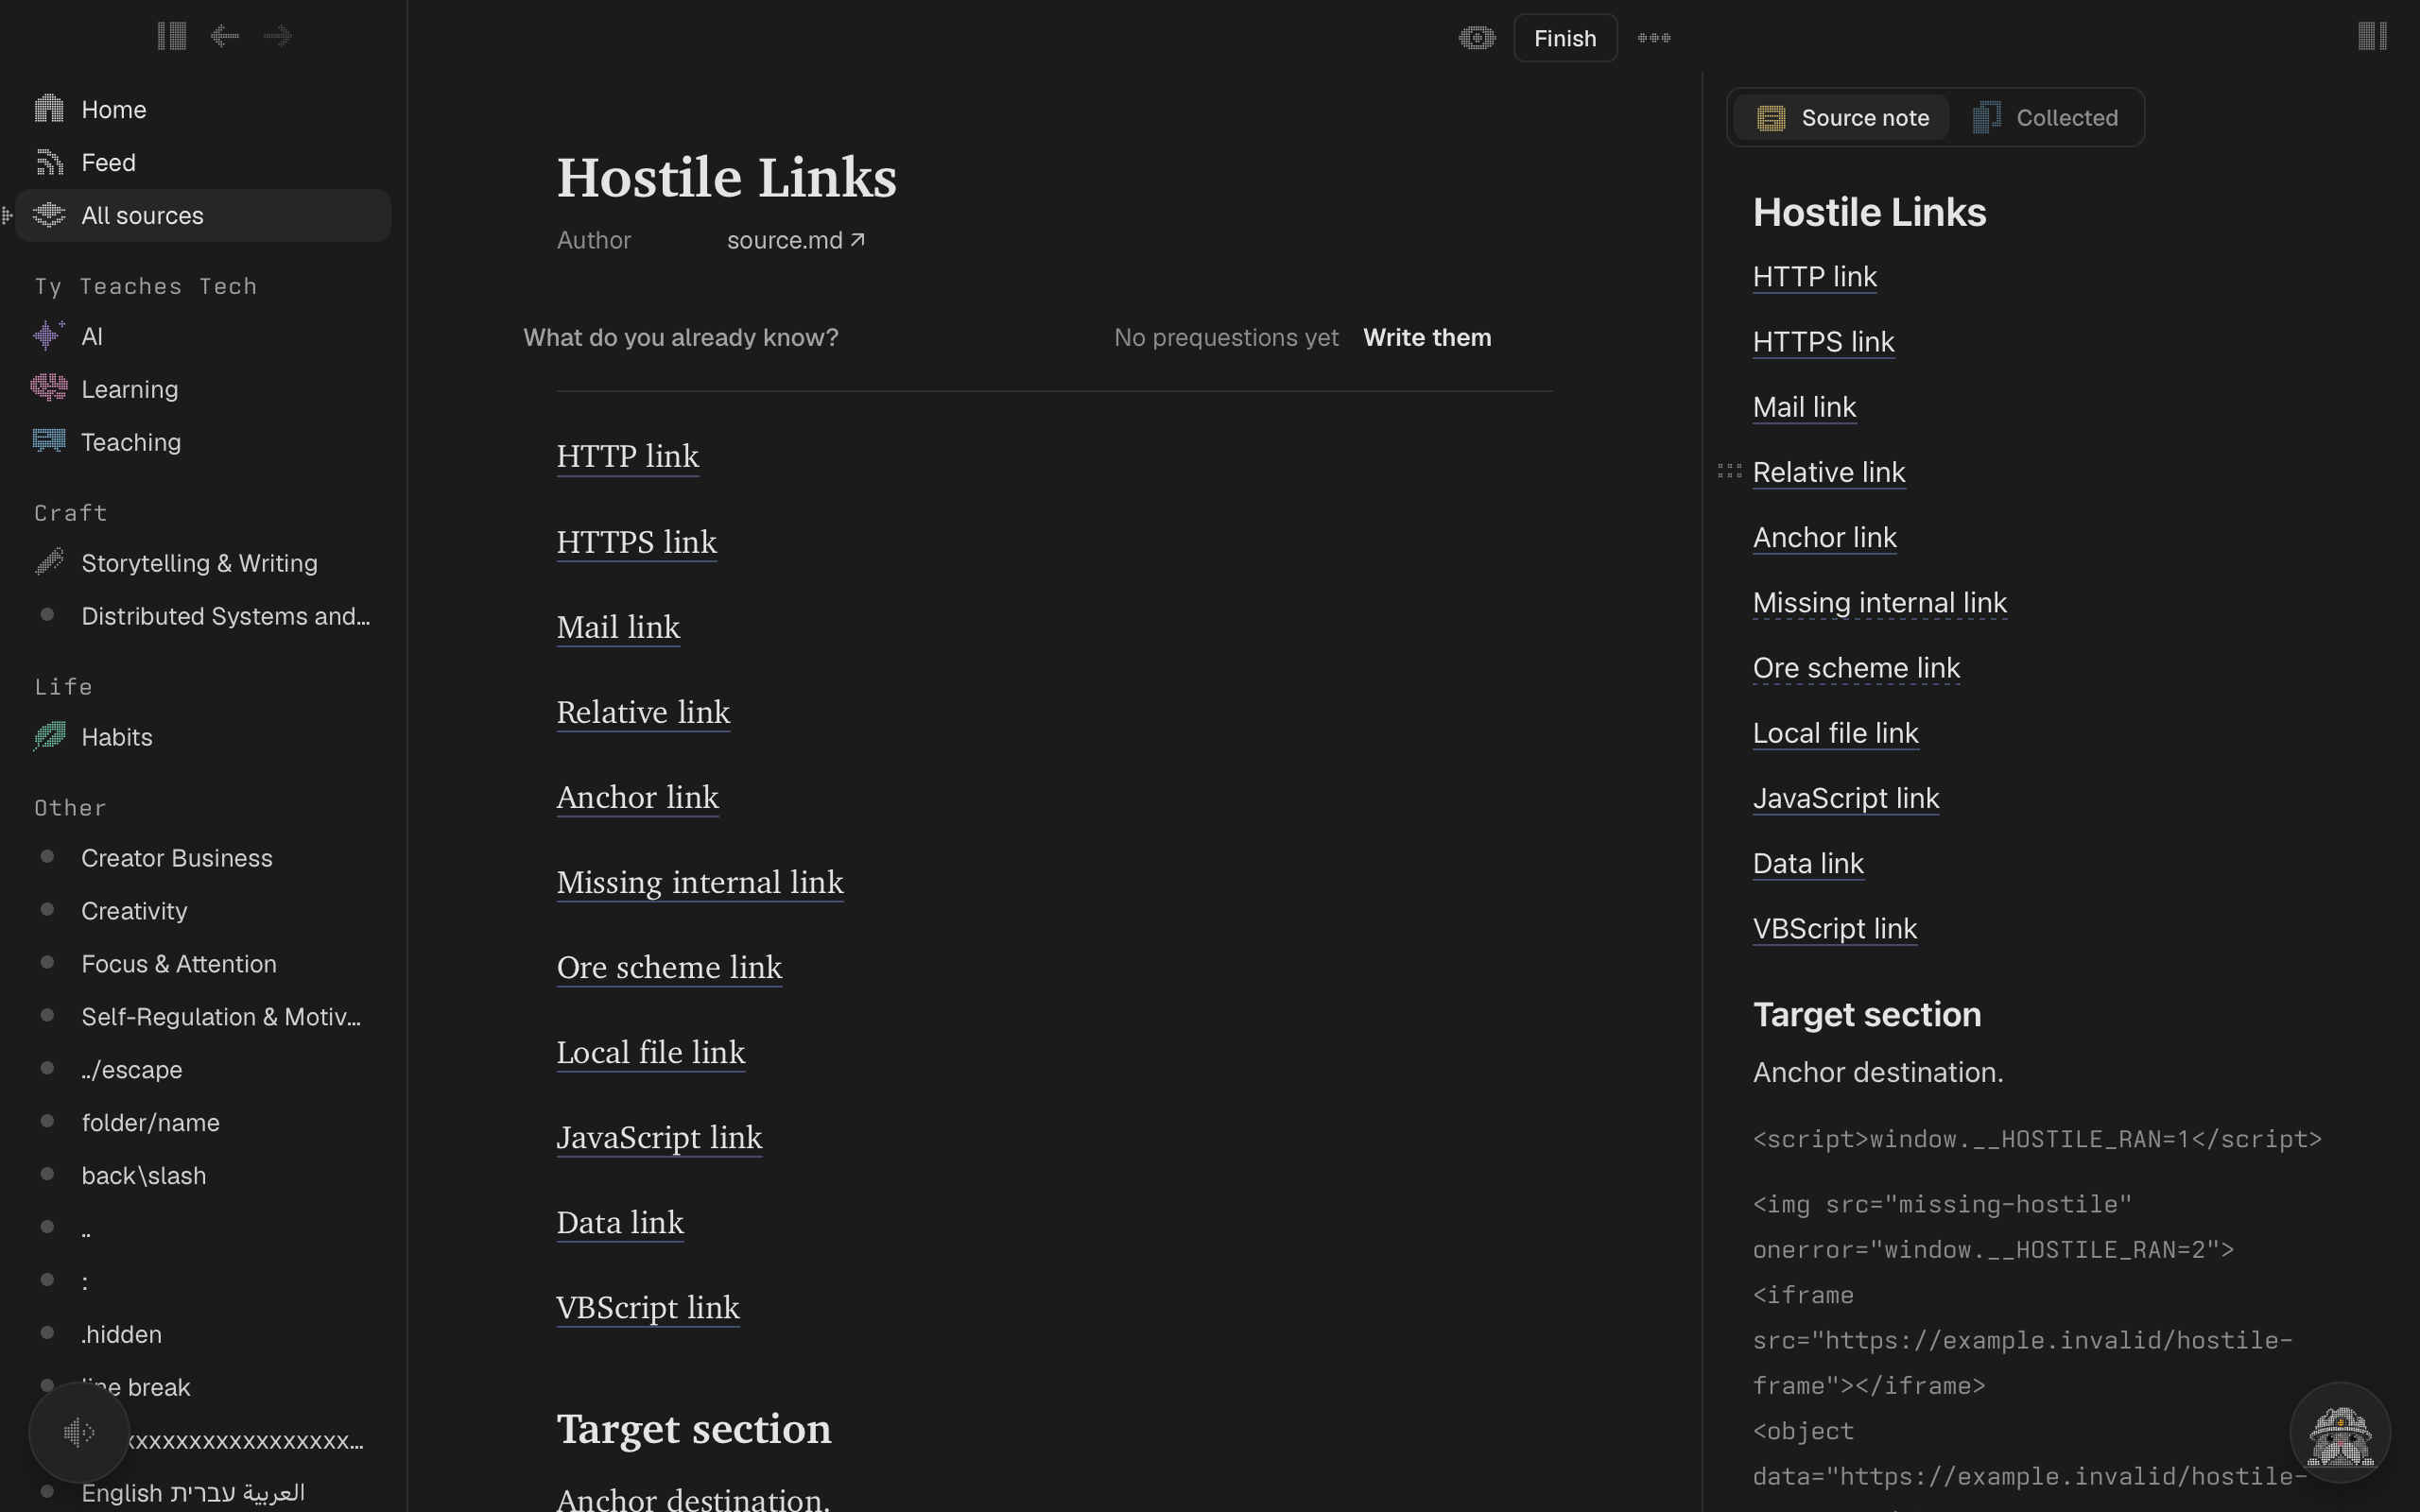 Finish
Home
Feed
All sources
Ty Teaches Tech
AI
Learning
Teaching
Craft
Storytelling & Writing
Distributed Systems and…
Life
Habits
Other
Creator Business
Creativity
Focus & Attention
Self-Regulation & Motiv…
../escape
folder/name
back\slash
..
:
.hidden
line break
xxxxxxxxxxxxxxxxx…
English עברית العربية
Hostile Links
Author source.md ↗
What do you already know? No prequestions yet Write them
HTTP link
HTTPS link
Mail link
Relative link
Anchor link
Missing internal link
Ore scheme link
Local file link
JavaScript link
Data link
VBScript link
Target section
Anchor destination.
Source note Collected
Hostile Links
HTTP link
HTTPS link
Mail link
Relative link
Anchor link
Missing internal link
Ore scheme link
Local file link
JavaScript link
Data link
VBScript link
Target section
Anchor destination.
<script>window.__HOSTILE_RAN=1</script>
<img src="missing-hostile"
onerror="window.__HOSTILE_RAN=2">
<iframe
src="https://example.invalid/hostile-
frame"></iframe>
<object
data="https://example.invalid/hostile-